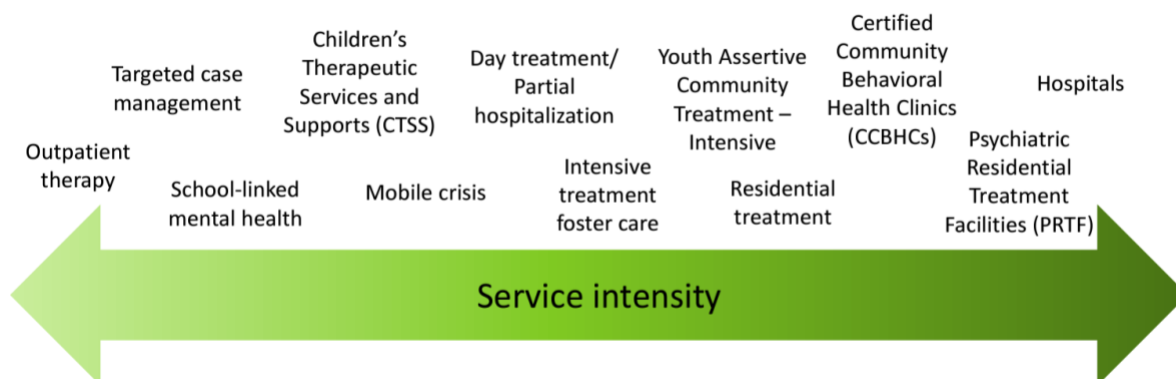 Outpatient
therapy
Targeted case
management
School-linked
mental health
Children’s
Therapeutic
Services and
Supports (CTSS)
Mobile crisis
Day treatment/
Partial
hospitalization
Intensive
treatment
foster care
Youth Assertive
Community
Treatment –
Intensive
Residential
treatment
Certified
Community
Behavioral
Health Clinics
(CCBHCs)
Psychiatric
Residential
Treatment
Facilities (PRTF)
Hospitals
Service intensity